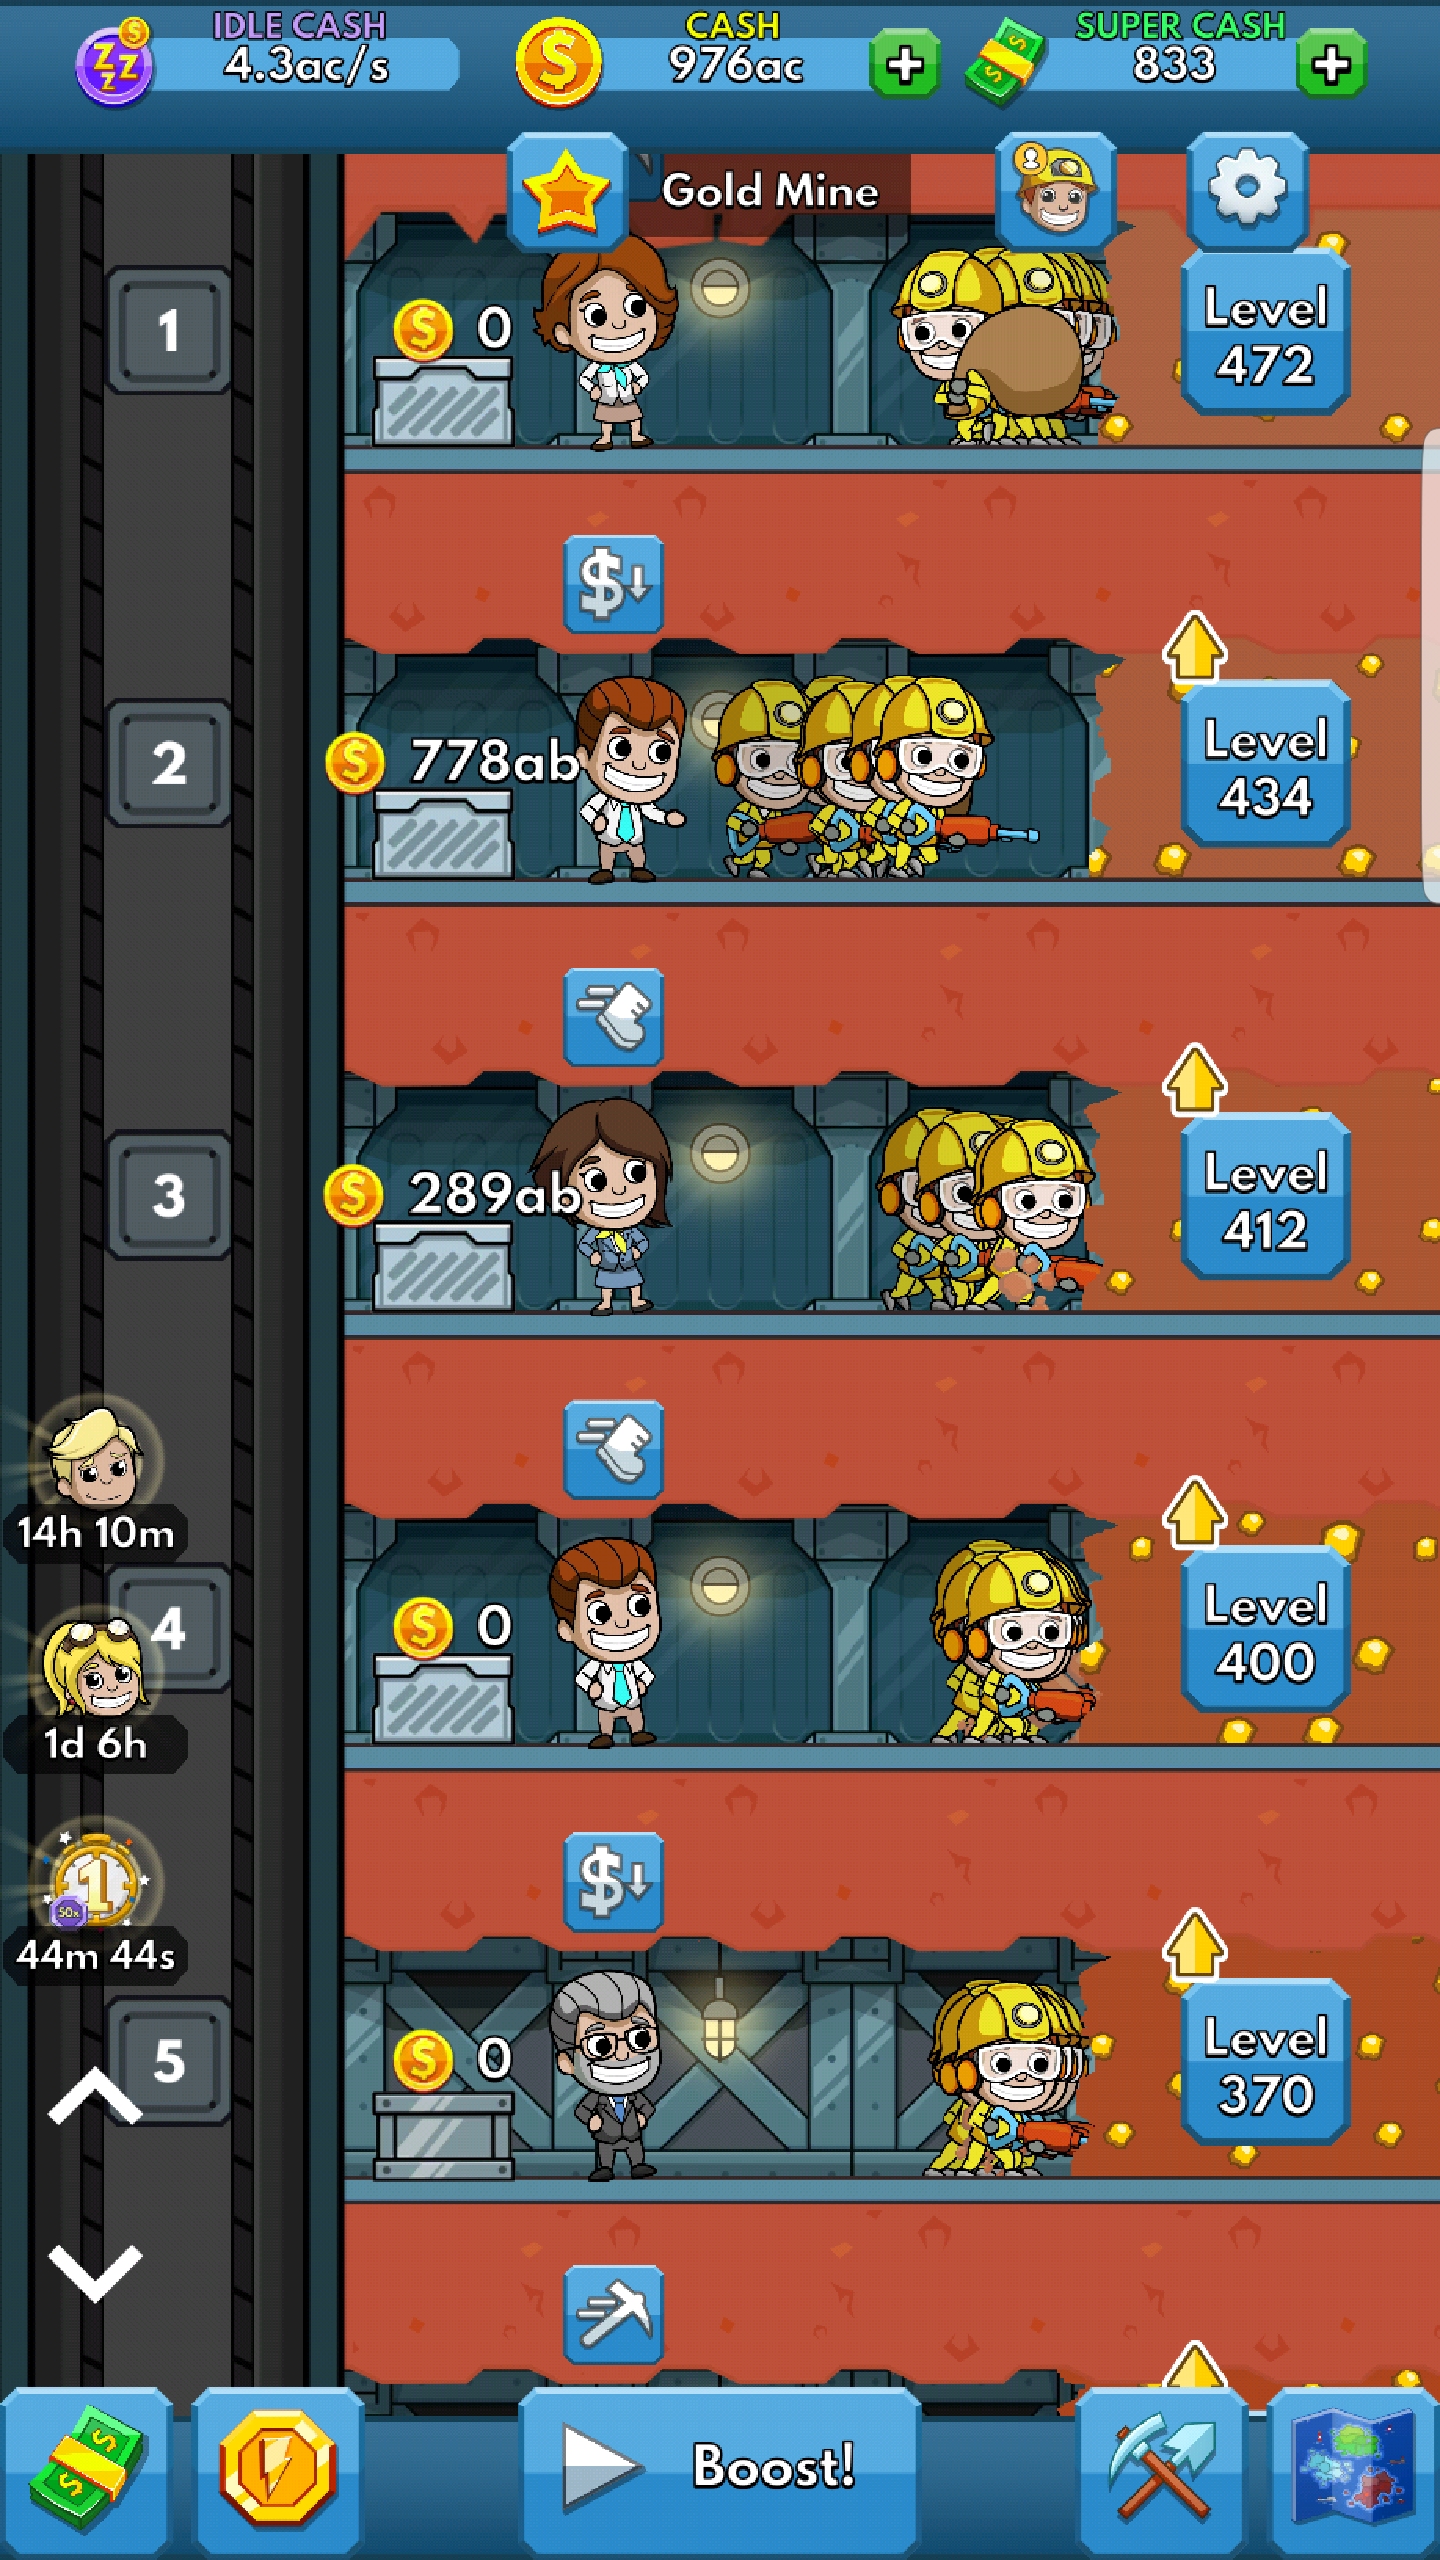 IDLE CASH
4.3ac/s
CASH
976ac
SUPER CASH
833
Gold Mine
1
0
Level
472
2
778ab
Level
434
3
289ab
Level
412
14h 10m
4
0
Level
400
1d 6h
1
50x
44m 44s
5
0
Level
370
Boost!